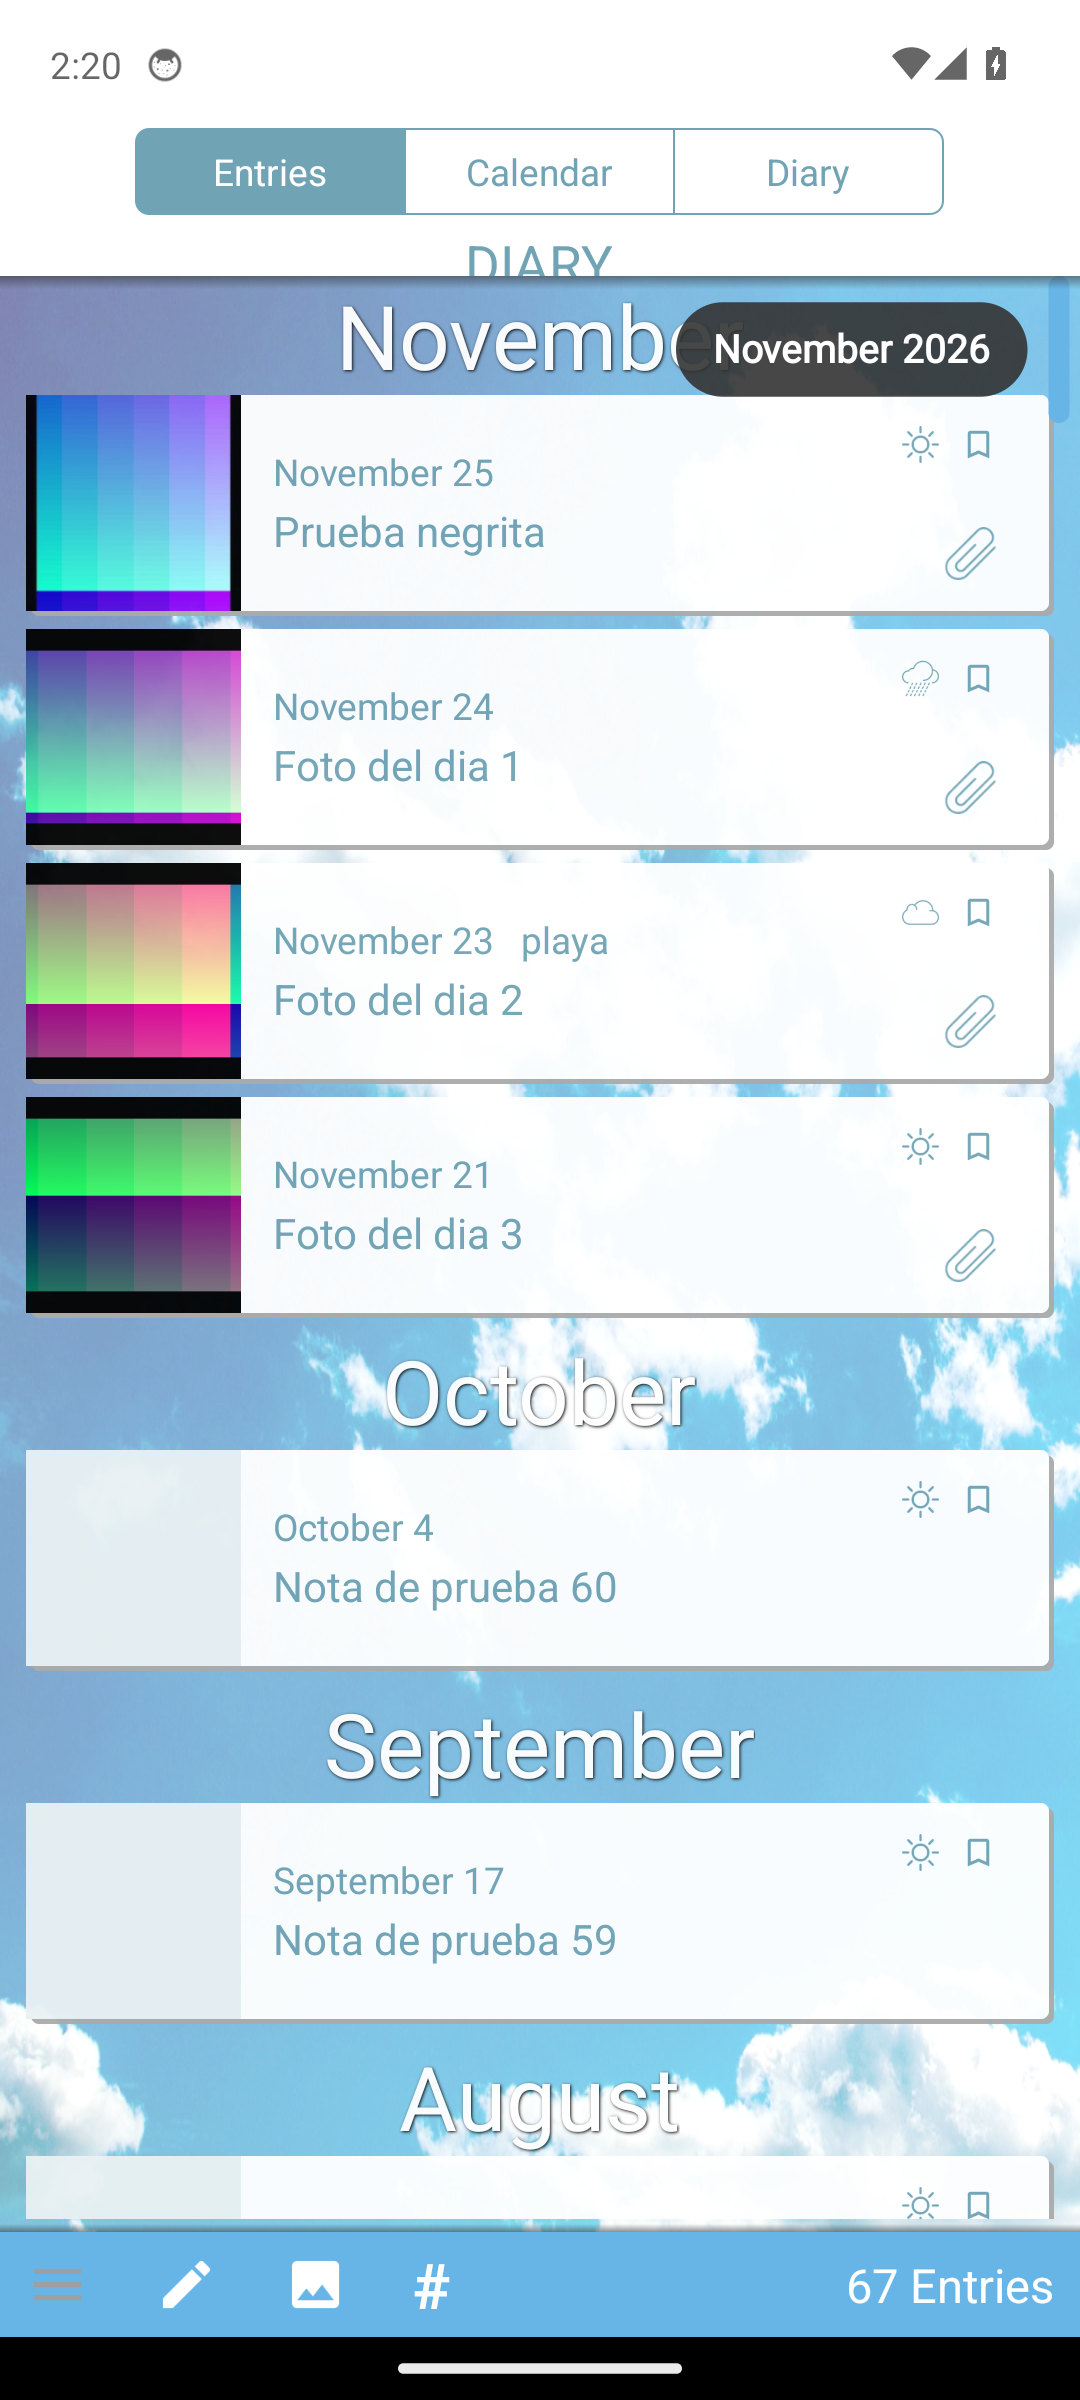 2:20
Entries
Calendar
Diary
DIARY
November
November 2026
November 25
Prueba negrita
November 24
Foto del dia 1
November 23 playa
Foto del dia 2
November 21
Foto del dia 3
October
October 4
Nota de prueba 60
September
September 17
Nota de prueba 59
August
#
67 Entries